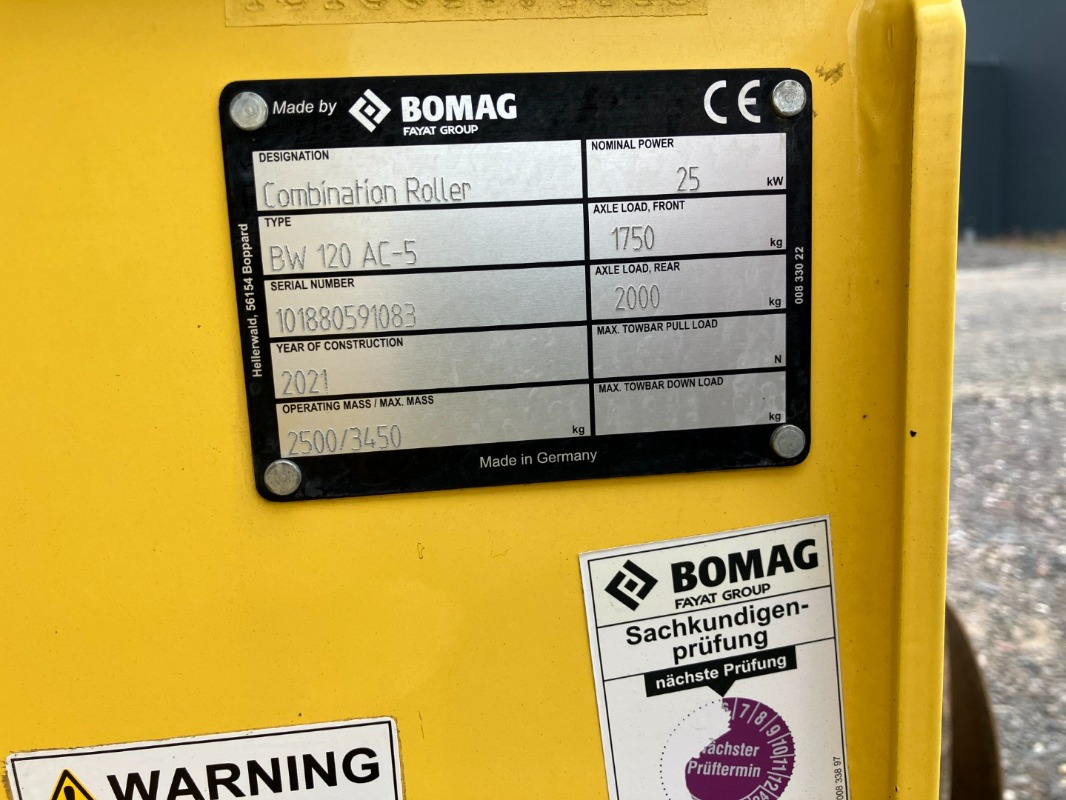 Made by BOMAG CE
FAYAT GROUP
DESIGNATION
Combination Roller
NOMINAL POWER
25 kW
TYPE
BW 120 AC-5
AXLE LOAD, FRONT
1750 kg
SERIAL NUMBER
101880591083
AXLE LOAD, REAR
2000 kg
YEAR OF CONSTRUCTION
2021
MAX. TOWBAR PULL LOAD
N
OPERATING MASS / MAX. MASS
2500/3450 kg
MAX. TOWBAR DOWN LOAD
kg
Made in Germany
Hellerwald, 56154 Boppard
008 330 22
BOMAG
FAYAT GROUP
Sachkundigen-
prüfung
nächste Prüfung
7 8 9 10 11 12
Nächster
Prüftermin
008 338 97
WARNING